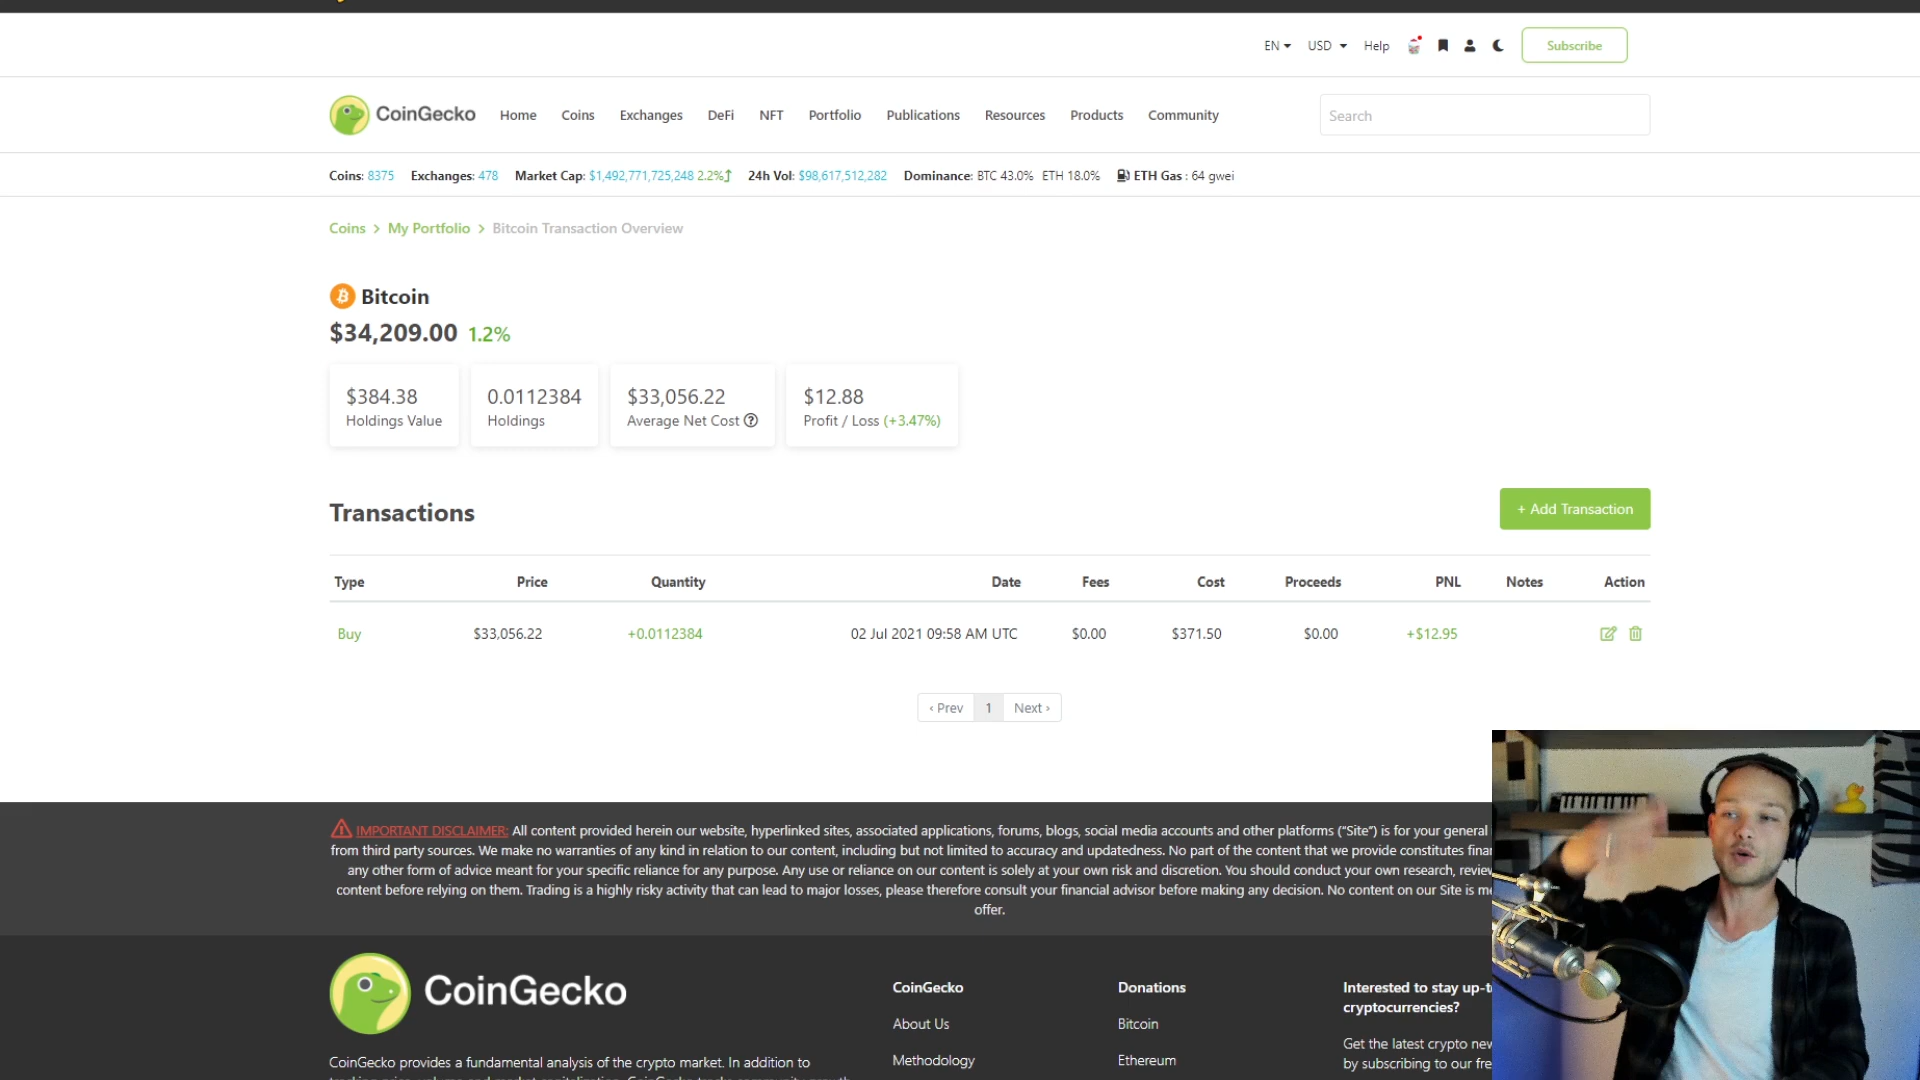 EN USD Help Subscribe
CoinGecko Home Coins Exchanges DeFi NFT Portfolio Publications Resources Products Community Search
Coins: 8375 Exchanges: 478 Market Cap: $1,492,771,725,248 2.2% 24h Vol: $98,617,512,282 Dominance: BTC 43.0% ETH 18.0% ETH Gas : 64 gwei
Coins > My Portfolio > Bitcoin Transaction Overview
Bitcoin
$34,209.00 1.2%
$384.38 0.0112384 $33,056.22 $12.88
Holdings Value Holdings Average Net Cost ? Profit / Loss (+3.47%)
Transactions + Add Transaction
Type Price Quantity Date Fees Cost Proceeds PNL Notes Action
Buy $33,056.22 +0.0112384 02 Jul 2021 09:58 AM UTC $0.00 $371.50 $0.00 +$12.95
‹ Prev 1 Next ›
IMPORTANT DISCLAIMER: All content provided herein our website, hyperlinked sites, associated applications, forums, blogs, social media accounts and other platforms ("Site") is for your general
from third party sources. We make no warranties of any kind in relation to our content, including but not limited to accuracy and updatedness. No part of the content that we provide constitutes
any other form of advice meant for your specific reliance for any purpose. Any use or reliance on our content is solely at your own risk and discretion. You should conduct your own research,
content before relying on them. Trading is a highly risky activity that can lead to major losses, please therefore consult your financial advisor before making any decision. No content on our Site is
offer.
CoinGecko CoinGecko Donations Interested to stay
cryptocurrencies?
About Us Bitcoin
Get the latest crypto
Methodology Ethereum
CoinGecko provides a fundamental analysis of the crypto market. In addition to by subscribing to our